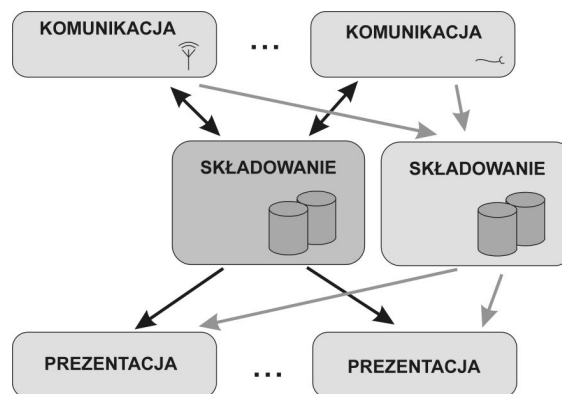 KOMUNIKACJA
...
KOMUNIKACJA
SKŁADOWANIE
SKŁADOWANIE
PREZENTACJA
...
PREZENTACJA